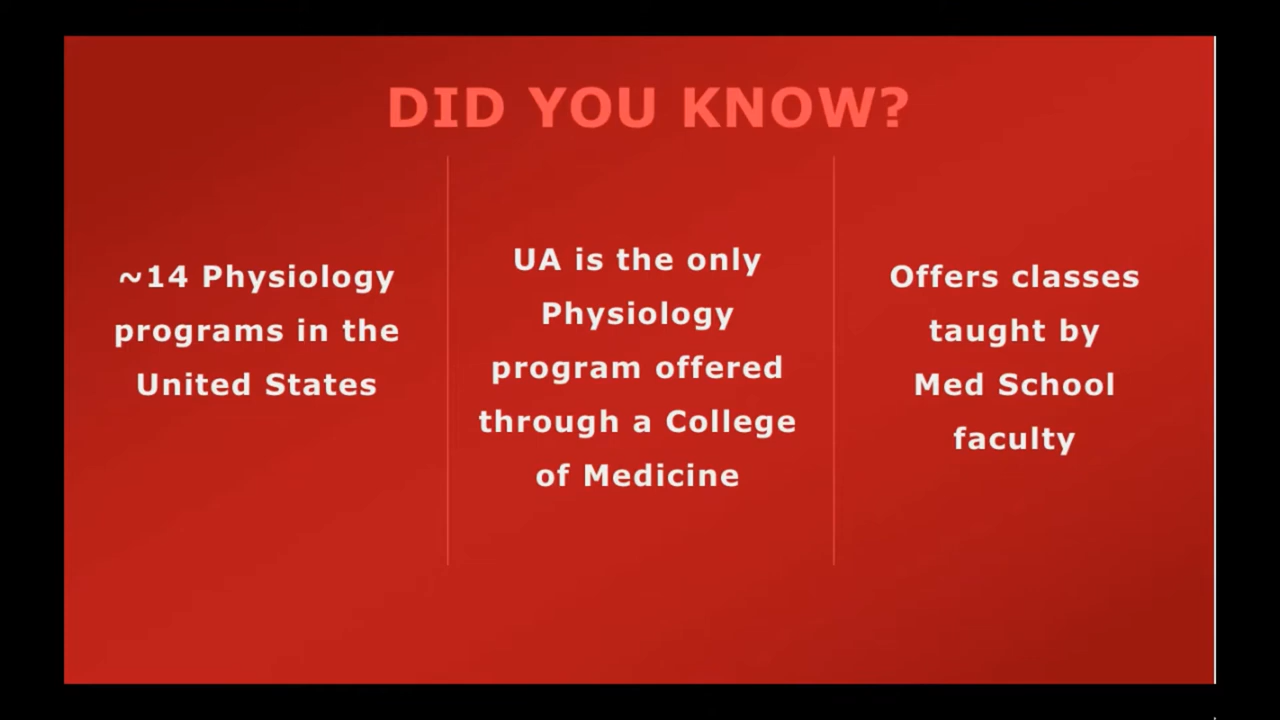 DID YOU KNOW?
~14 Physiology
programs in the
United States
UA is the only
Physiology
program offered
through a College
of Medicine
Offers classes
taught by
Med School
faculty